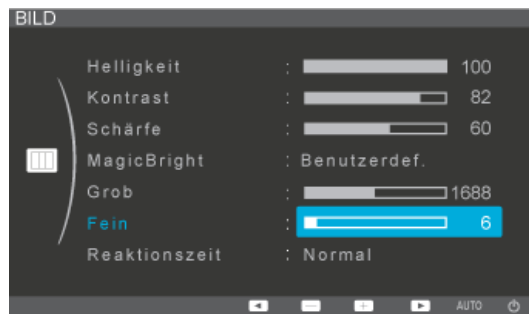 BILD
Helligkeit : 100
Kontrast : 82
Schärfe : 60
MagicBright : Benutzerdef.
Grob : 1688
Fein : 6
Reaktionszeit : Normal
AUTO